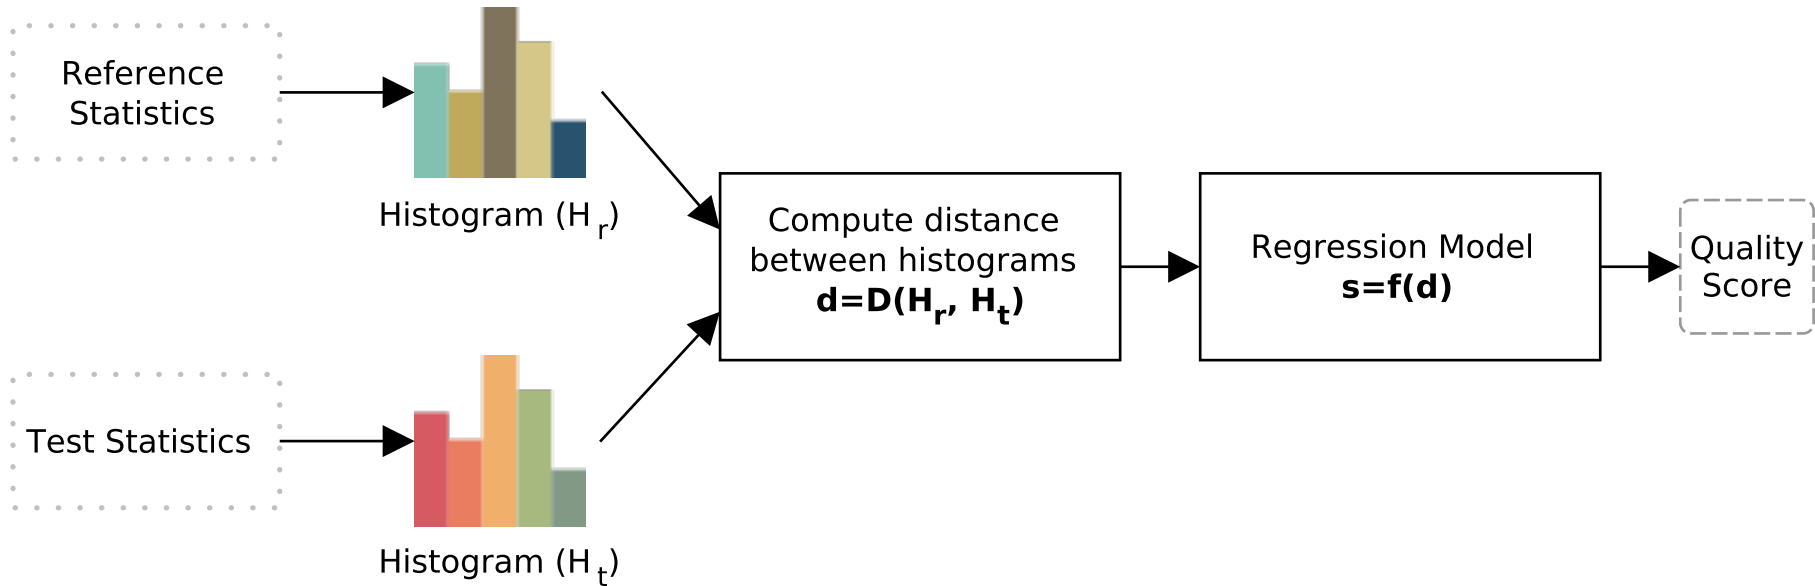 Reference
Statistics
Histogram (H r)
Compute distance
between histograms
d=D(Hr, Ht)
Regression Model
s=f(d)
Quality
Score
Test Statistics
Histogram (H t)